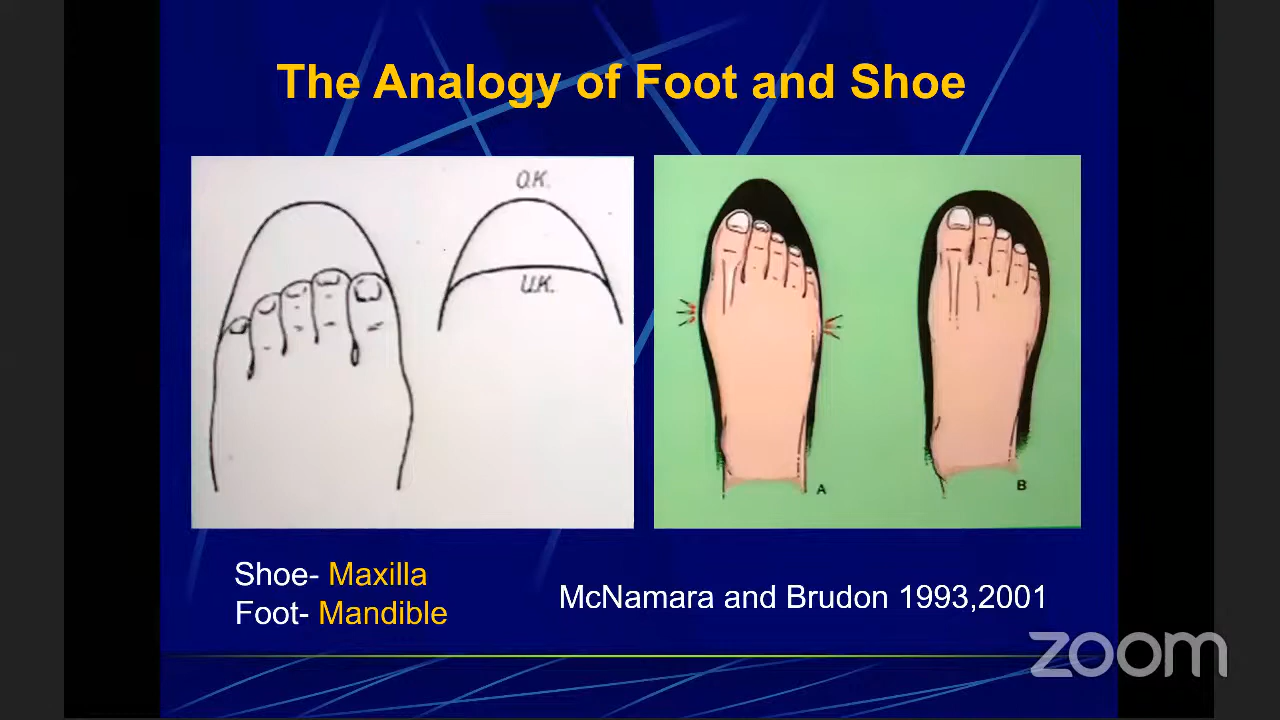 The Analogy of Foot and Shoe
O.K.
U.K.
A
B
Shoe- Maxilla
Foot- Mandible
McNamara and Brudon 1993,2001
zoom